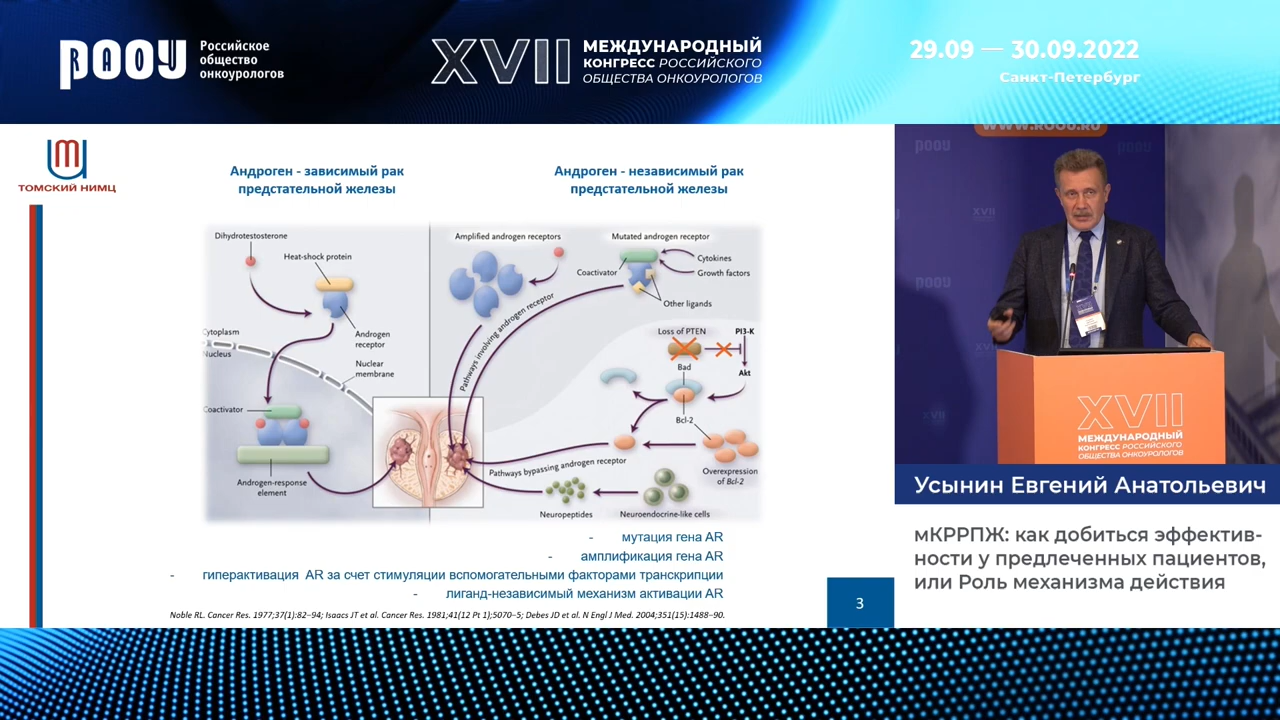 РООУ
RAOU
Российское
общество
онкоурологов
XVII
МЕЖДУНАРОДНЫЙ
КОНГРЕСС РОССИЙСКОГО
ОБЩЕСТВА ОНКОУРОЛОГОВ
29.09 — 30.09.2022
Санкт-Петербург
ТОМСКИЙ НИМЦ
Андроген - зависимый рак
предстательной железы
Андроген - независимый рак
предстательной железы
Dihydrotestosterone
Heat-shock protein
Androgen
receptor
Cytoplasm
Nucleus
Nuclear
membrane
Coactivator
Androgen-response
element
Amplified androgen receptors
Mutated androgen receptor
Coactivator
Cytokines
Growth factors
Other ligands
Pathways involving androgen receptor
Loss of PTEN
PI3-K
Bad
Akt
Bcl-2
Overexpression
of Bcl-2
Pathways bypassing androgen receptor
Neuropeptides
Neuroendocrine-like cells
- мутация гена AR
- амплификация гена AR
- гиперактивация AR за счет стимуляции вспомогательными факторами транскрипции
- лиганд-независимый механизм активации AR
Noble RL. Cancer Res. 1977;37(1):82–94; Isaacs JT et al. Cancer Res. 1981;41(12 Pt 1);5070–5; Debes JD et al. N Engl J Med. 2004;351(15):1488–90.
3
WWW.ROOU.RU
РООУ
XVII
МЕЖДУНАРОДНЫЙ
КОНГРЕСС РОССИЙСКОГО
ОБЩЕСТВА ОНКОУРОЛОГОВ
Усынин Евгений Анатольевич
мКРРПЖ: как добиться эффектив-
ности у предлеченных пациентов,
или Роль механизма действия